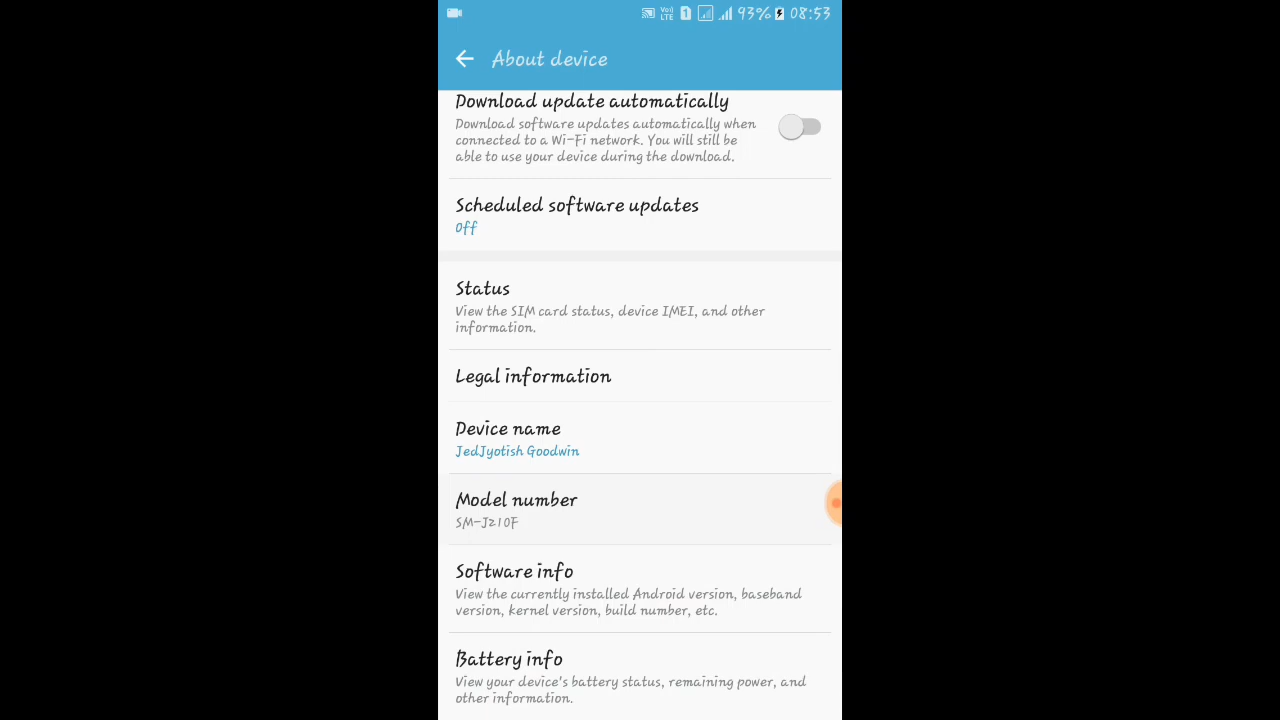 Voi) LTE 1 93% 08:53
About device
Download update automatically
Download software updates automatically when
connected to a Wi-Fi network. You will still be
able to use your device during the download.
Scheduled software updates
Off
Status
View the SIM card status, device IMEI, and other
information.
Legal information
Device name
JedJyotish Goodwin
Model number
SM-J210F
Software info
View the currently installed Android version, baseband
version, kernel version, build number, etc.
Battery info
View your device's battery status, remaining power, and
other information.